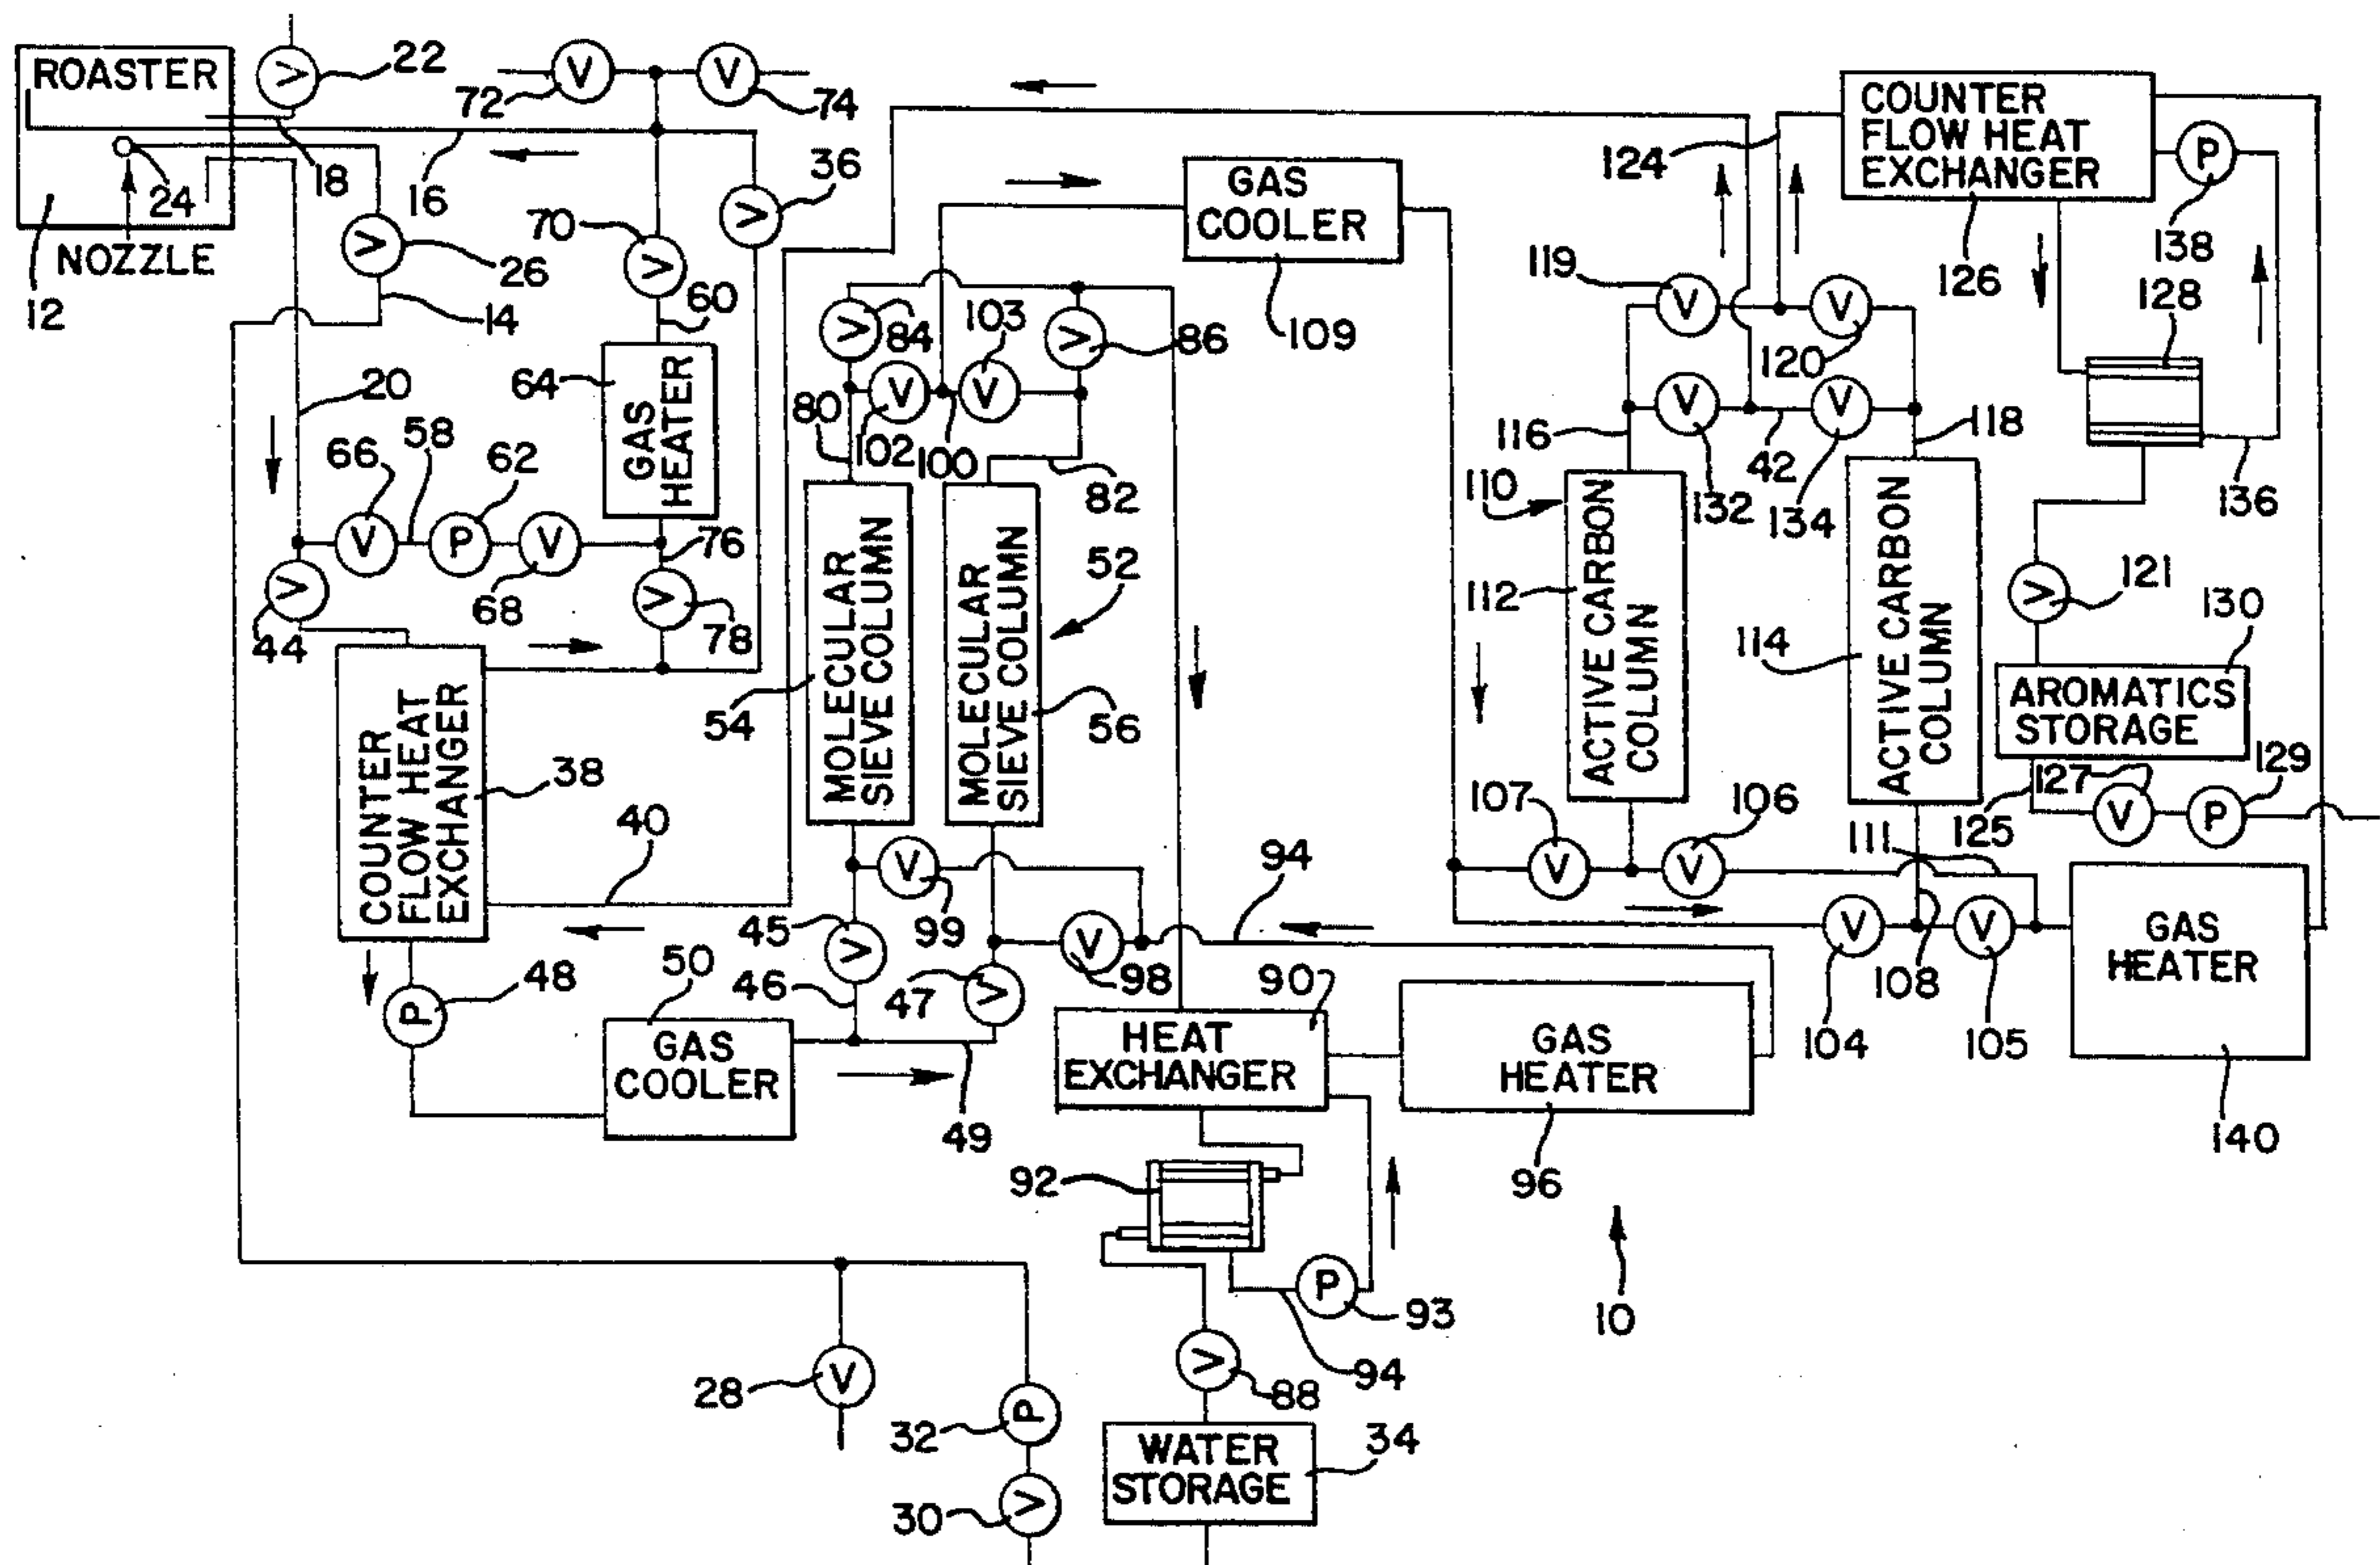 ROASTER
V
22
V
72
V
74
18
24
16
NOZZLE
12
V
26
14
20
70
V
60
V
36
64
GAS
HEATER
66
V
58
62
P
V
68
76
V
78
V
44
COUNTER
FLOW HEAT
EXCHANGER
38
40
P
48
50
GAS
COOLER
49
V
84
80
V
102
100
103
V
V
86
82
MOLECULAR
SIEVE COLUMN
54
MOLECULAR
SIEVE COLUMN
52
56
V
99
45
V
46
47
V
V
98
94
90
HEAT
EXCHANGER
GAS
HEATER
96
92
P
93
94
V
88
WATER
STORAGE
34
28
V
32
P
30
V
10
GAS
COOLER
109
124
COUNTER
FLOW HEAT
EXCHANGER
126
P
138
128
136
119
V
V
120
116
V
132
42
V
134
118
110
112
ACTIVE CARBON
COLUMN
114
ACTIVE CARBON
COLUMN
V
121
130
AROMATICS
STORAGE
125
127
V
P
129
107
V
V
106
111
V
104
108
V
105
GAS
HEATER
140